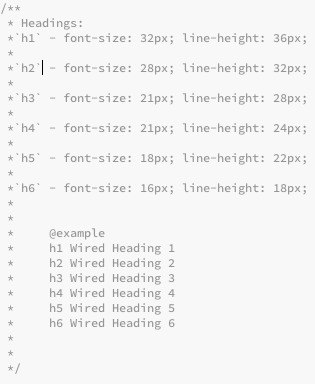 /**
 * Headings:
 *`h1` - font-size: 32px; line-height: 36px;
 *
 *`h2` - font-size: 28px; line-height: 32px;
 *
 *`h3` - font-size: 21px; line-height: 28px;
 *
 *`h4` - font-size: 21px; line-height: 24px;
 *
 *`h5` - font-size: 18px; line-height: 22px;
 *
 *`h6` - font-size: 16px; line-height: 18px;
 *
 *
 *     @example
 *     h1 Wired Heading 1
 *     h2 Wired Heading 2
 *     h3 Wired Heading 3
 *     h4 Wired Heading 4
 *     h5 Wired Heading 5
 *     h6 Wired Heading 6
 *
 *
 */